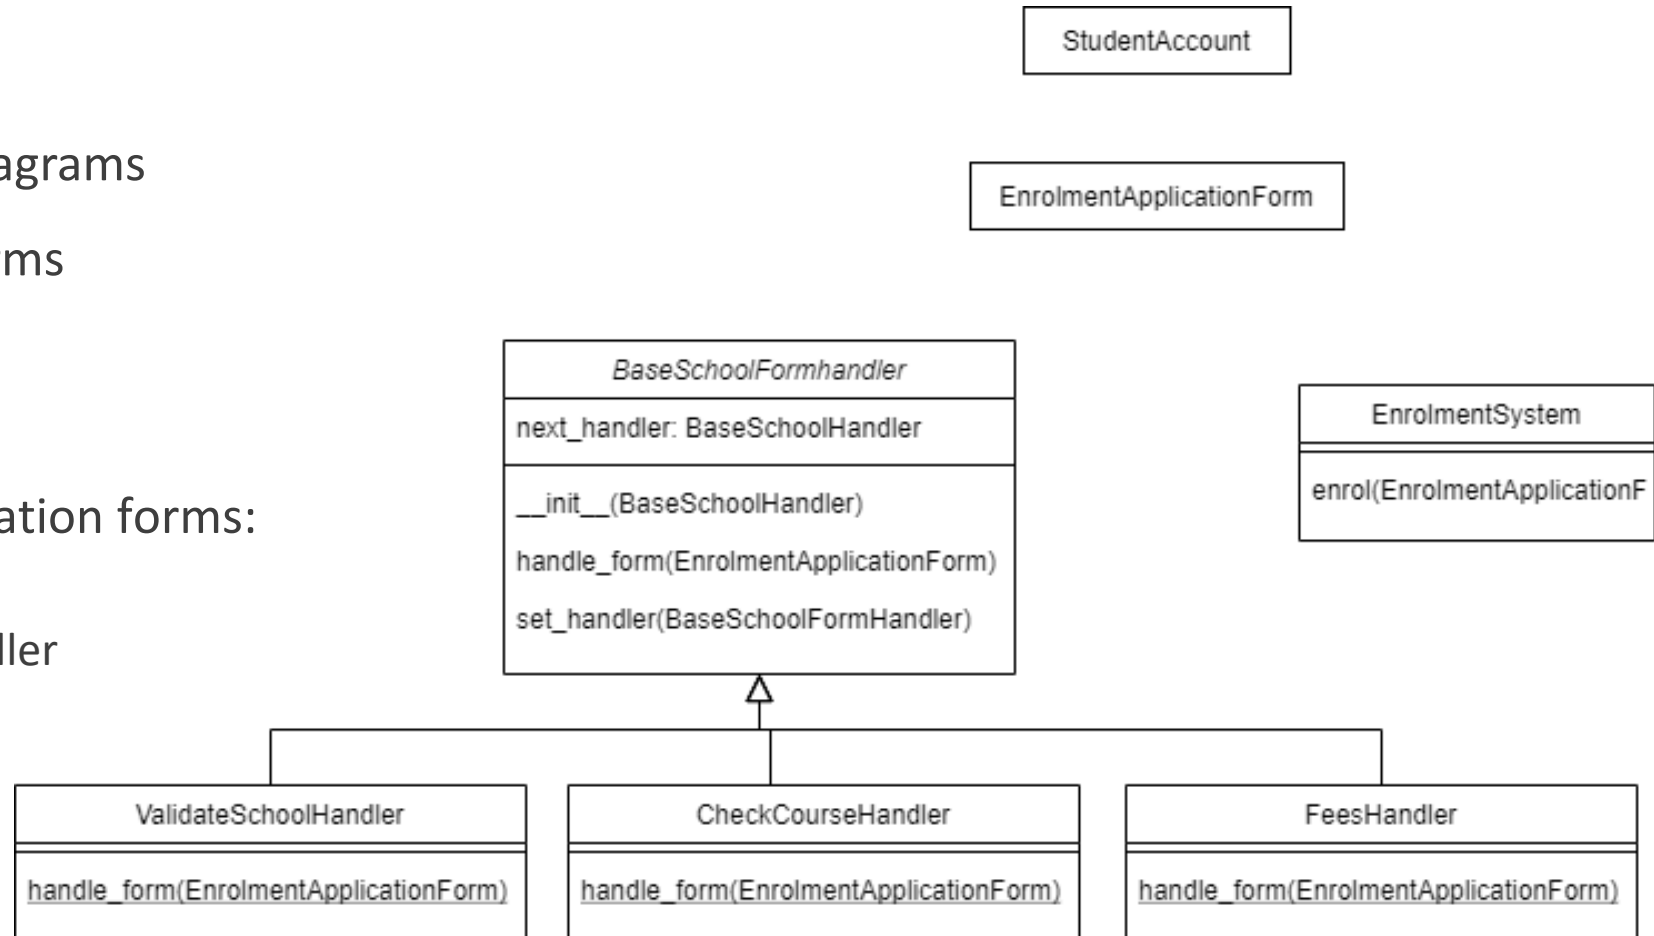 StudentAccount
agrams
EnrolmentApplicationForm
rms
BaseSchoolFormhandler
next_handler: BaseSchoolHandler
EnrolmentSystem
__init__(BaseSchoolHandler)
enrol(EnrolmentApplicationF
ation forms:
handle_form(EnrolmentApplicationForm)
set_handler(BaseSchoolFormHandler)
ller
ValidateSchoolHandler
CheckCourseHandler
FeesHandler
handle_form(EnrolmentApplicationForm)
handle_form(EnrolmentApplicationForm)
handle_form(EnrolmentApplicationForm)